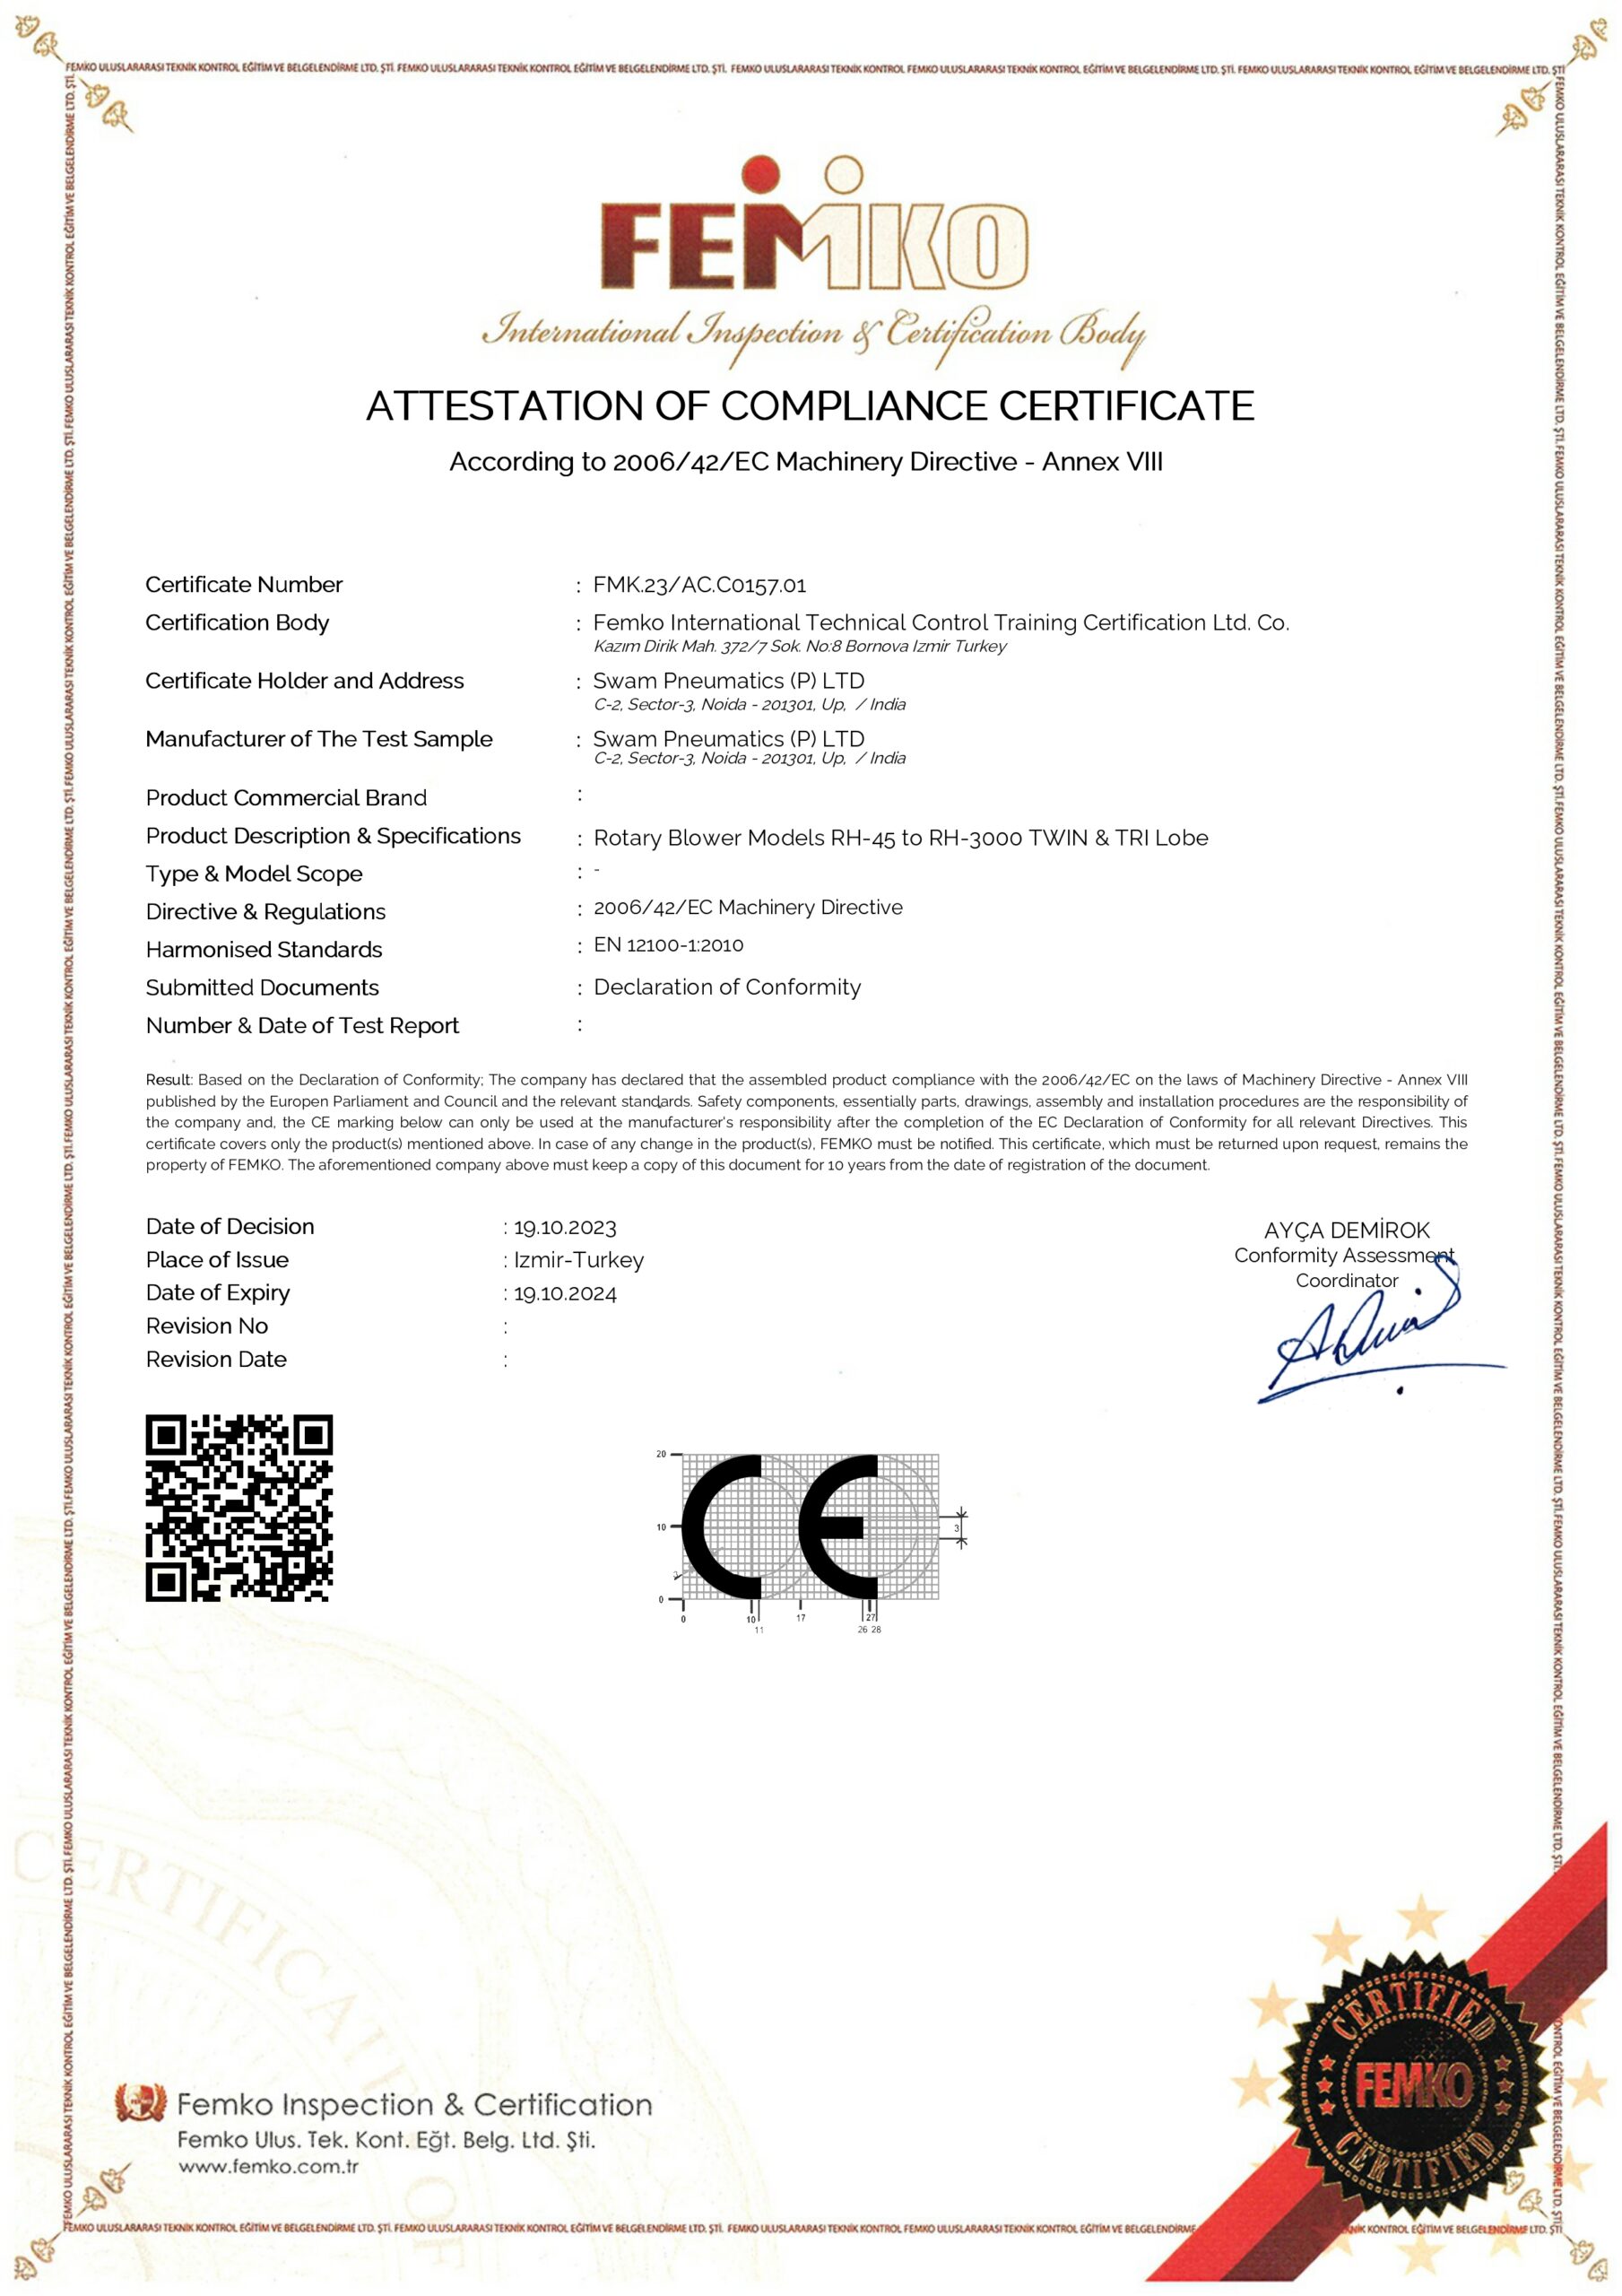 FEMKO ULUSLARARASI TEKNİK KONTROL EĞİTİM VE BELGELENDİRME LTD. ŞTİ. FEMKO ULUSLARARASI TEKNİK KONTROL EĞİTİM VE BELGELENDİRME LTD. ŞTİ. FEMKO ULUSLARARASI TEKNİK KONTROL FEMKO ULUSLARARASI TEKNİK KONTROL EĞİTİM VE BELGELENDİRME LTD. ŞTİ. FEMKO ULUSLARARASI TEKNİK KONTROL EĞİTİM VE BELGELENDİRME LTD. ŞTİ
FEMKO
International Inspection & Certification Body
ATTESTATION OF COMPLIANCE CERTIFICATE
According to 2006/42/EC Machinery Directive - Annex VIII
Certificate Number : FMK.23/AC.C0157.01
Certification Body : Femko International Technical Control Training Certification Ltd. Co.
Kazım Dirik Mah. 372/7 Sok. No:8 Bornova Izmir Turkey
Certificate Holder and Address : Swam Pneumatics (P) LTD
C-2, Sector-3, Noida - 201301, Up, / India
Manufacturer of The Test Sample : Swam Pneumatics (P) LTD
C-2, Sector-3, Noida - 201301, Up, / India
Product Commercial Brand :
Product Description & Specifications : Rotary Blower Models RH-45 to RH-3000 TWIN & TRI Lobe
Type & Model Scope : -
Directive & Regulations : 2006/42/EC Machinery Directive
Harmonised Standards : EN 12100-1:2010
Submitted Documents : Declaration of Conformity
Number & Date of Test Report :
Result: Based on the Declaration of Conformity; The company has declared that the assembled product compliance with the 2006/42/EC on the laws of Machinery Directive - Annex VIII
published by the Europen Parliament and Council and the relevant standards. Safety components, essentially parts, drawings, assembly and installation procedures are the responsibility of
the company and, the CE marking below can only be used at the manufacturer's responsibility after the completion of the EC Declaration of Conformity for all relevant Directives. This
certificate covers only the product(s) mentioned above. In case of any change in the product(s), FEMKO must be notified. This certificate, which must be returned upon request, remains the
property of FEMKO. The aforementioned company above must keep a copy of this document for 10 years from the date of registration of the document.
Date of Decision : 19.10.2023
Place of Issue : Izmir-Turkey
Date of Expiry : 19.10.2024
Revision No :
Revision Date :
AYÇA DEMİROK
Conformity Assessment
Coordinator
CE
20
10
0
3
0 10 17 27
11 26 28
CERTIFICATE OF
CERTIFIED
FEMKO
CERTIFIED
Femko Inspection & Certification
Femko Ulus. Tek. Kont. Eğt. Belg. Ltd. Şti.
www.femko.com.tr
FEMKO ULUSLARARASI TEKNİK KONTROL EĞİTİM VE BELGELENDİRME LTD. ŞTİ. FEMKO ULUSLARARASI TEKNİK KONTROL EĞİTİM VE BELGELENDİRME LTD. ŞTİ. FEMKO ULUSLARARASI TEKNİK KONTROL FEMKO ULUSLARARASI TEKNİK KONTROL EĞİTİM VE BELGELENDİRME
KONTROL EĞİTİM VE BELGELENDİRME LTD. ŞTİ